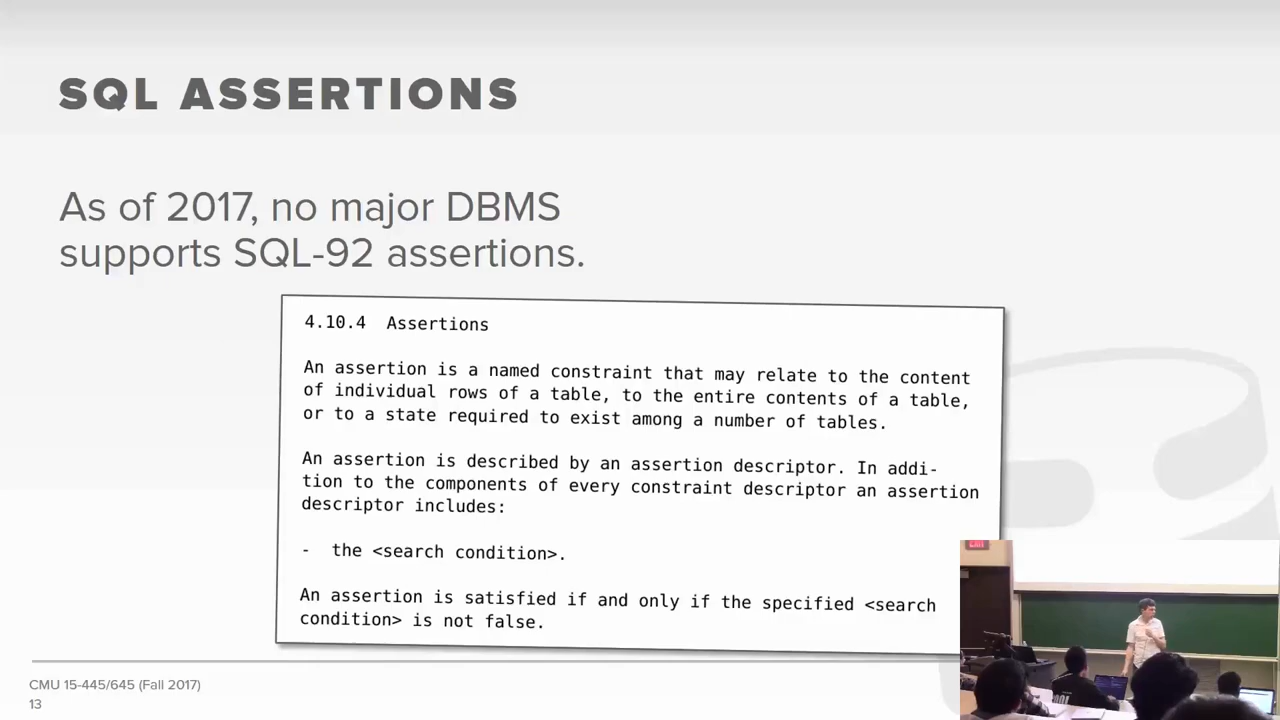 SQL ASSERTIONS
As of 2017, no major DBMS
supports SQL-92 assertions.
4.10.4 Assertions
An assertion is a named constraint that may relate to the content
of individual rows of a table, to the entire contents of a table,
or to a state required to exist among a number of tables.
An assertion is described by an assertion descriptor. In addi-
tion to the components of every constraint descriptor an assertion
descriptor includes:
- the <search condition>.
An assertion is satisfied if and only if the specified <search
condition> is not false.
CMU 15-445/645 (Fall 2017)
13
EXIT